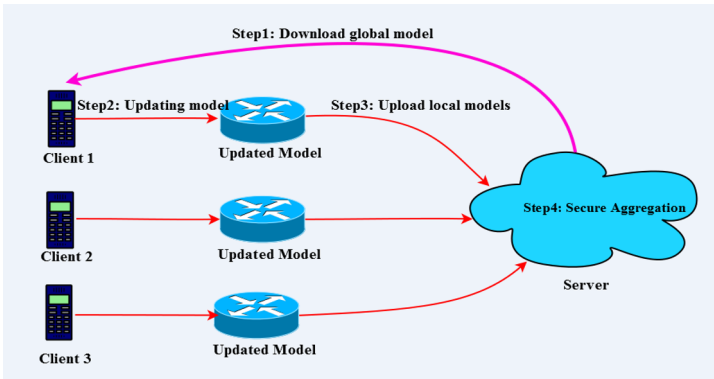 Step1: Download global model
Step2: Updating model
Step3: Upload local models
Client 1
Updated Model
Step4: Secure Aggregation
Client 2
Updated Model
Server
Client 3
Updated Model